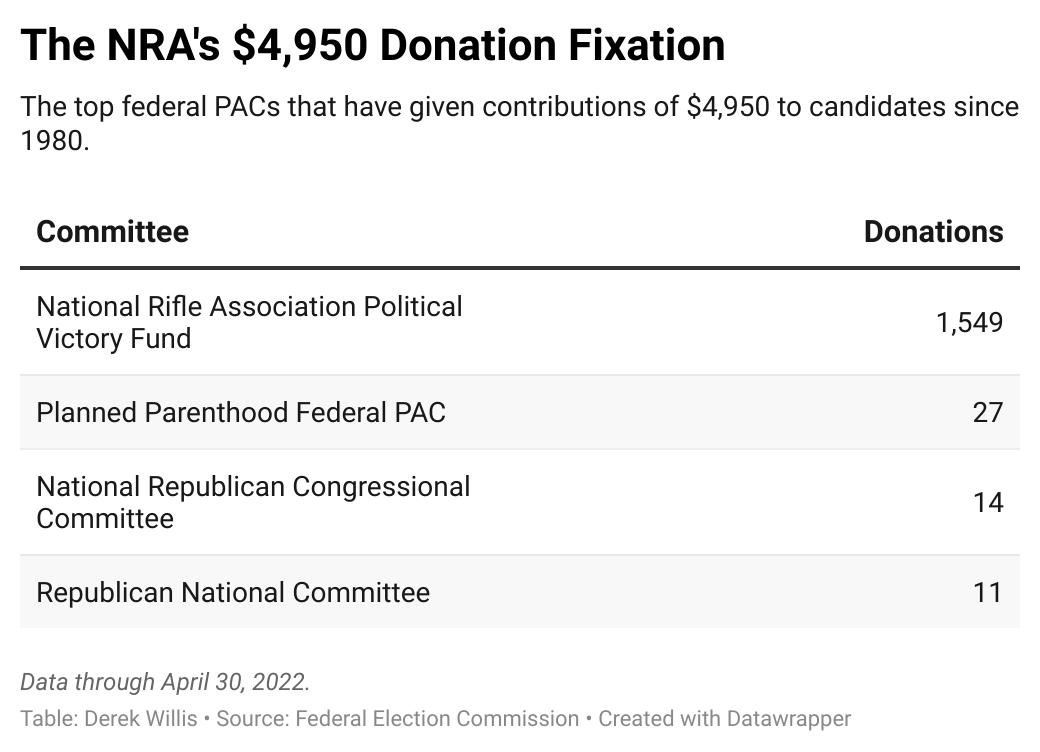 The NRA's $4,950 Donation Fixation
The top federal PACs that have given contributions of $4,950 to candidates since
1980.
Committee Donations
National Rifle Association Political
Victory Fund
1,549
Planned Parenthood Federal PAC 27
National Republican Congressional
Committee
14
Republican National Committee 11
Data through April 30, 2022.
Table: Derek Willis • Source: Federal Election Commission • Created with Datawrapper